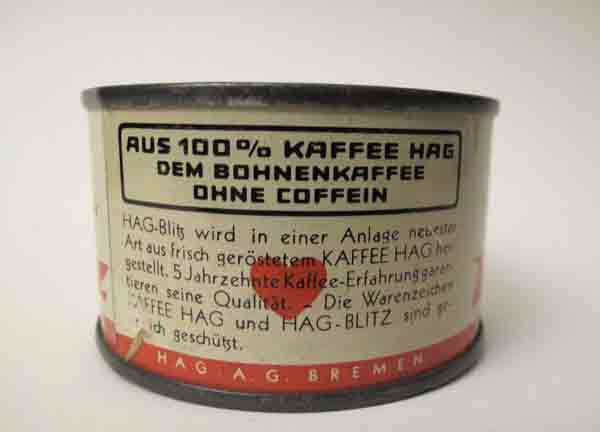 AUS 100% KAFFEE HAG
DEM BOHNENKAFFEE
OHNE COFFEIN
HAG-Blitz wird in einer Anlage neuester
Art aus frisch geröstetem KAFFEE HAG her-
gestellt. 5 Jahrzehnte Kaffee-Erfahrung garan-
tieren seine Qualität. - Die Warenzeichen
KAFFEE HAG und HAG-BLITZ sind ge-
ich geschützt.
HAG A.G. BREMEN